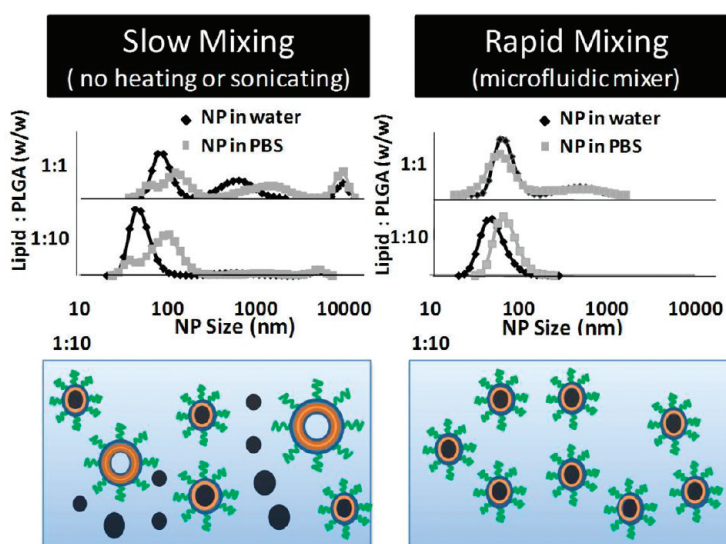 Slow Mixing
( no heating or sonicating)
Rapid Mixing
(microfluidic mixer)
NP in water
NP in PBS
Lipid : PLGA (w/w)
1:1
1:10
10 100 1000 10000
NP Size (nm)
NP in water
NP in PBS
Lipid : PLGA (w/w)
1:1
1:10
10 100 1000 10000
NP Size (nm)
1:10
1:10